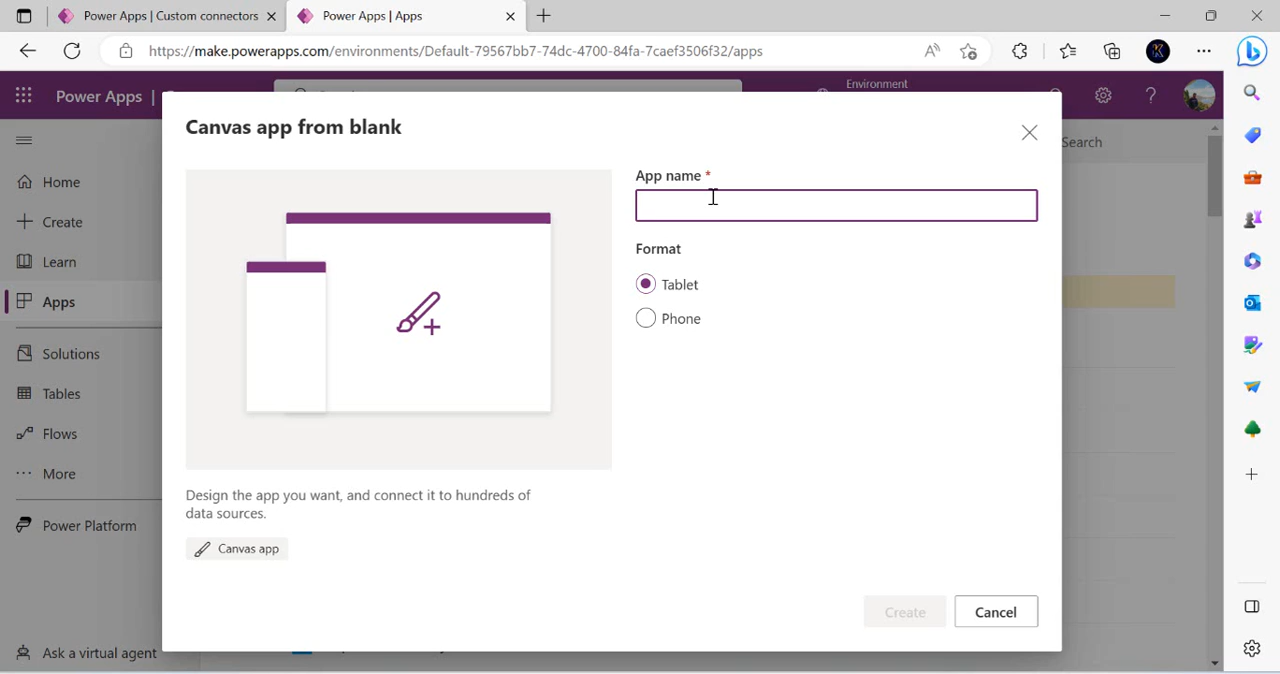 Power Apps | Custom connectors
Power Apps | Apps
https://make.powerapps.com/environments/Default-79567bb7-74dc-4700-84fa-7caef3506f32/apps
Power Apps |
Environment
Search
Home
Create
Learn
Apps
Solutions
Tables
Flows
More
Power Platform
Ask a virtual agent
Canvas app from blank
App name *
Format
Tablet
Phone
Design the app you want, and connect it to hundreds of
data sources.
Canvas app
Create
Cancel